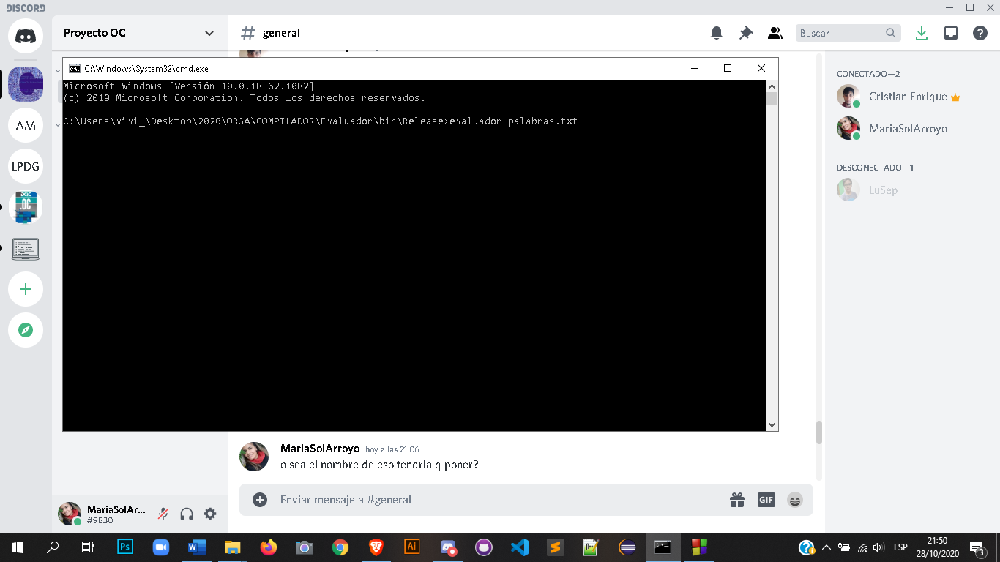 DISCORD
Proyecto OC
general
Buscar
AM
LPDG
C:\Windows\System32\cmd.exe
Microsoft Windows [Versión 10.0.18362.1082]
(c) 2019 Microsoft Corporation. Todos los derechos reservados.
C:\Users\vivi_\Desktop\2020\ORGA\COMPILADOR\Evaluador\bin\Release>evaluador palabras.txt
CONECTADO—2
Cristian Enrique
MariaSolArroyo
DESCONECTADO—1
LuSep
MariaSolArroyo hoy a las 21:06
o sea el nombre de eso tendria q poner?
Enviar mensaje a #general
GIF
MariaSolAr...
#9830
.OC
Ps
Ai
ESP
21:50
28/10/2020
3